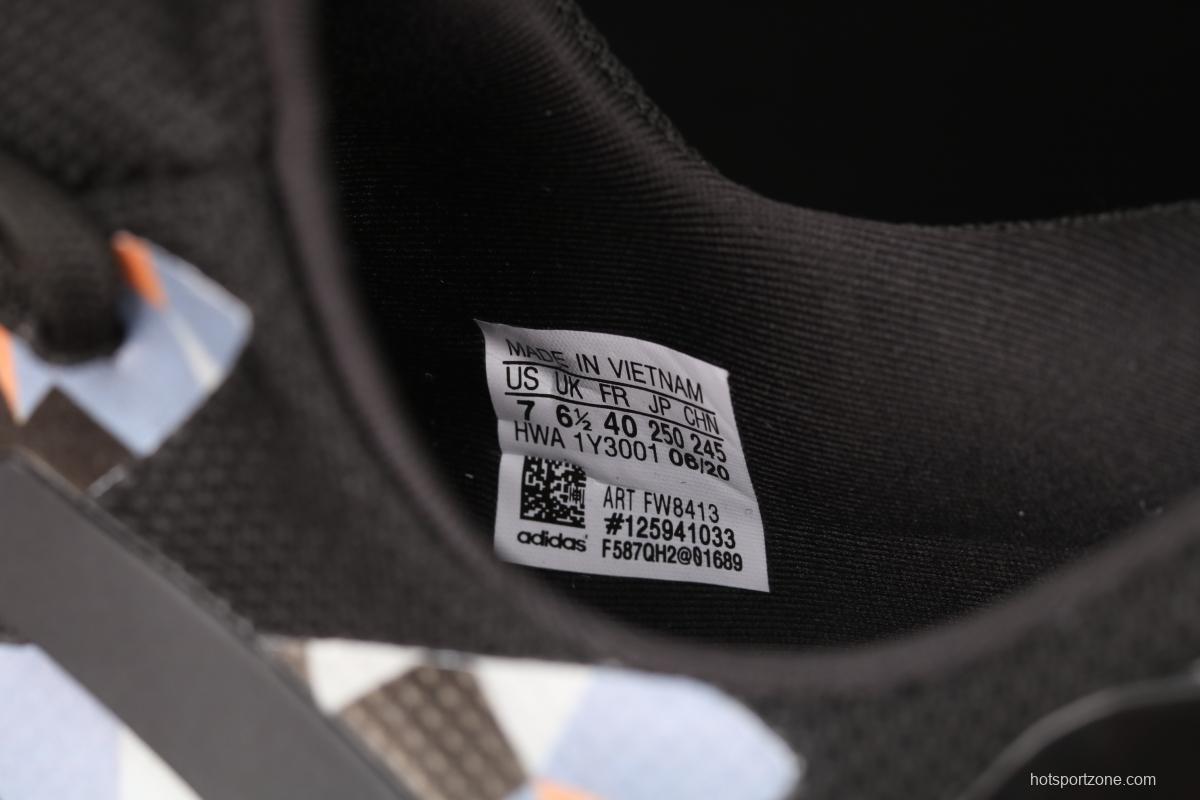 MADE IN VIETNAM
US UK FR JP CHN
7 6½ 40 250 245
HWA 1Y3001 06/20
ART FW8413
#125941033
adidas F587QH2@01689
hotsportzone.com